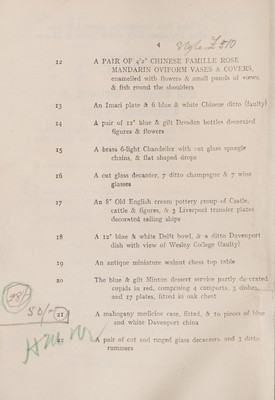 4
12 A PAIR OF 4'2" CHINESE FAMILLE ROSE
MANDARIN OVIFORM VASES & COVERS,
enamelled with flowers & small panels of views,
& fish round the shoulders
13 An Imari plate & 6 blue & white Chinese ditto (faulty)
14 A pair of 12" blue & gilt Dresden bottles decorated
figures & flowers
15 A brass 6-light Chandelier with cut glass spangle
chains, & flat shaped drops
16 A cut glass decanter, 7 ditto champagne & 7 wine
glasses
17 An 8" Old English cream pottery group of Castle,
cattle & figures, & 3 Liverpool transfer plates
decorated sailing ships
18 A 12" blue & white Delft bowl, & a ditto Davenport
dish with view of Wesley College (faulty)
19 An antique miniature walnut chess top table
20 The blue & gilt Minton dessert service partly decorated
cupids in red, comprising 4 comports, 3 dishes,
and 17 plates, fitted in oak chest
50/-
21 A mahogany medicine case, fitted, & 10 pieces of blue
and white Davenport china
22 A pair of cut and ringed glass decanters and 3 ditto
rummers